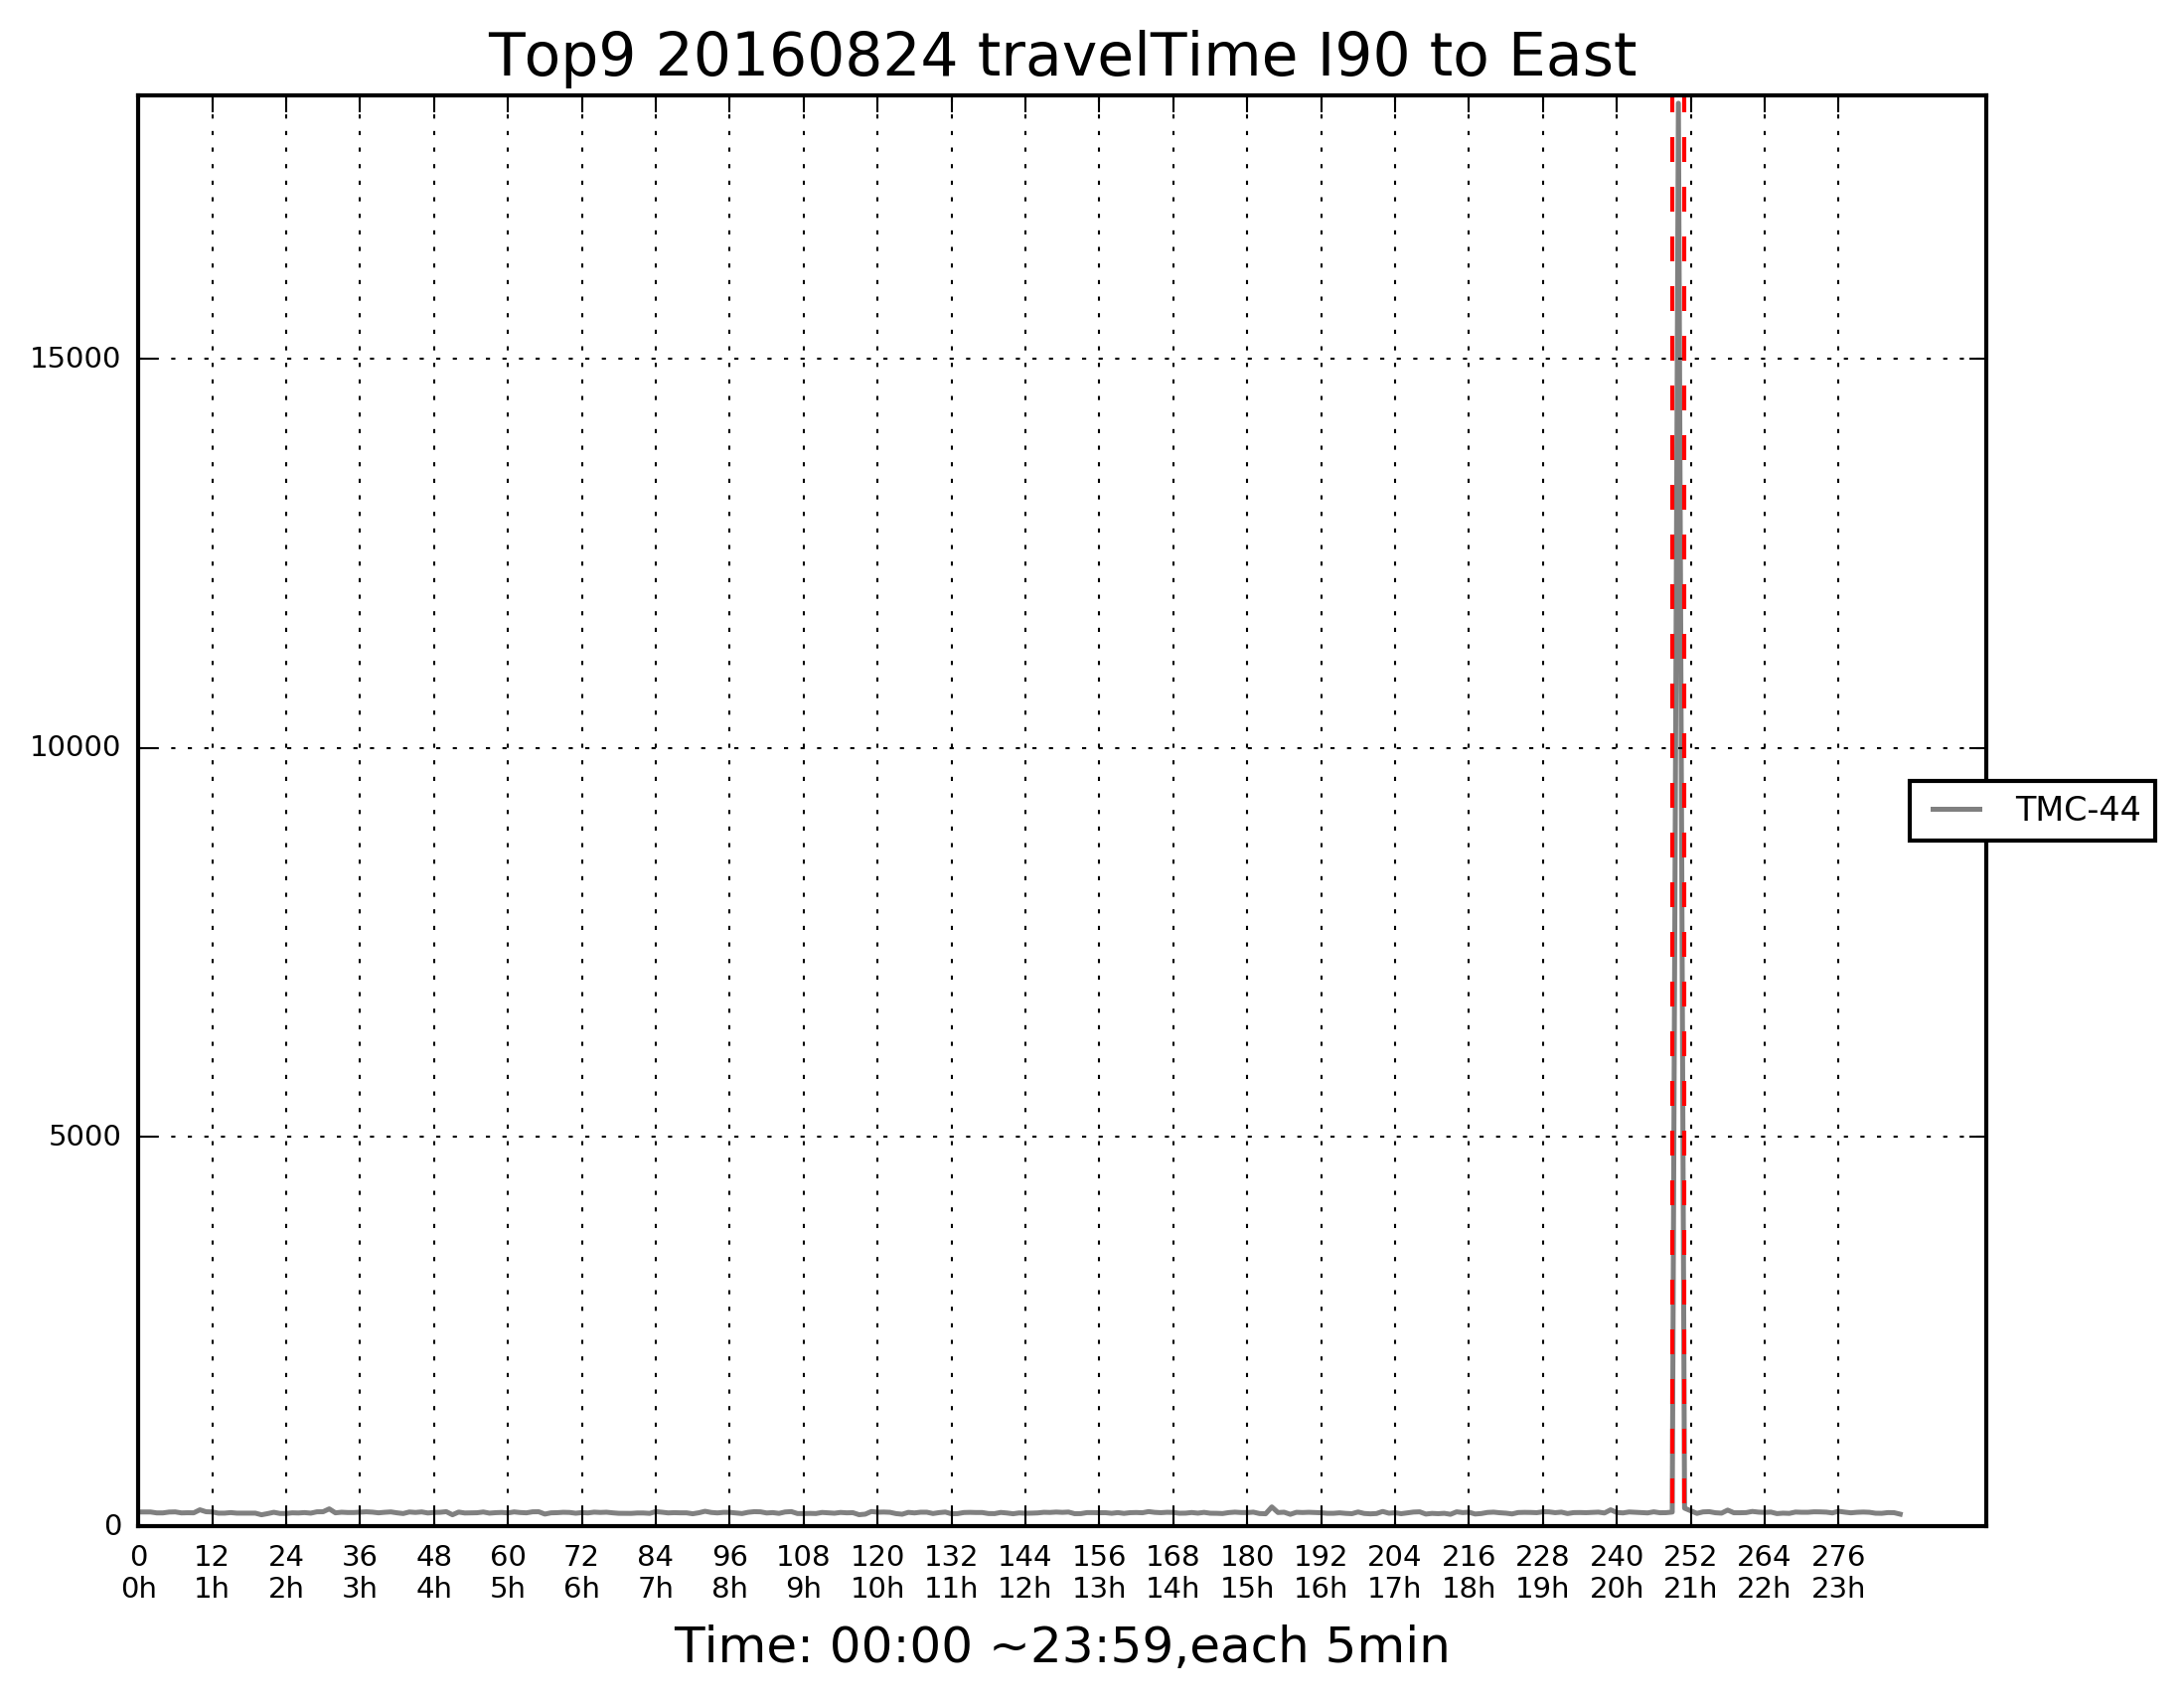 Top9 20160824 travelTime I90 to East
15000
10000
TMC-44
5000
0
0 12 24 36 48 60 72 84 96 108 120 132 144 156 168 180 192 204 216 228 240 252 264 276
0h 1h 2h 3h 4h 5h 6h 7h 8h 9h 10h 11h 12h 13h 14h 15h 16h 17h 18h 19h 20h 21h 22h 23h
Time: 00:00 ~23:59,each 5min